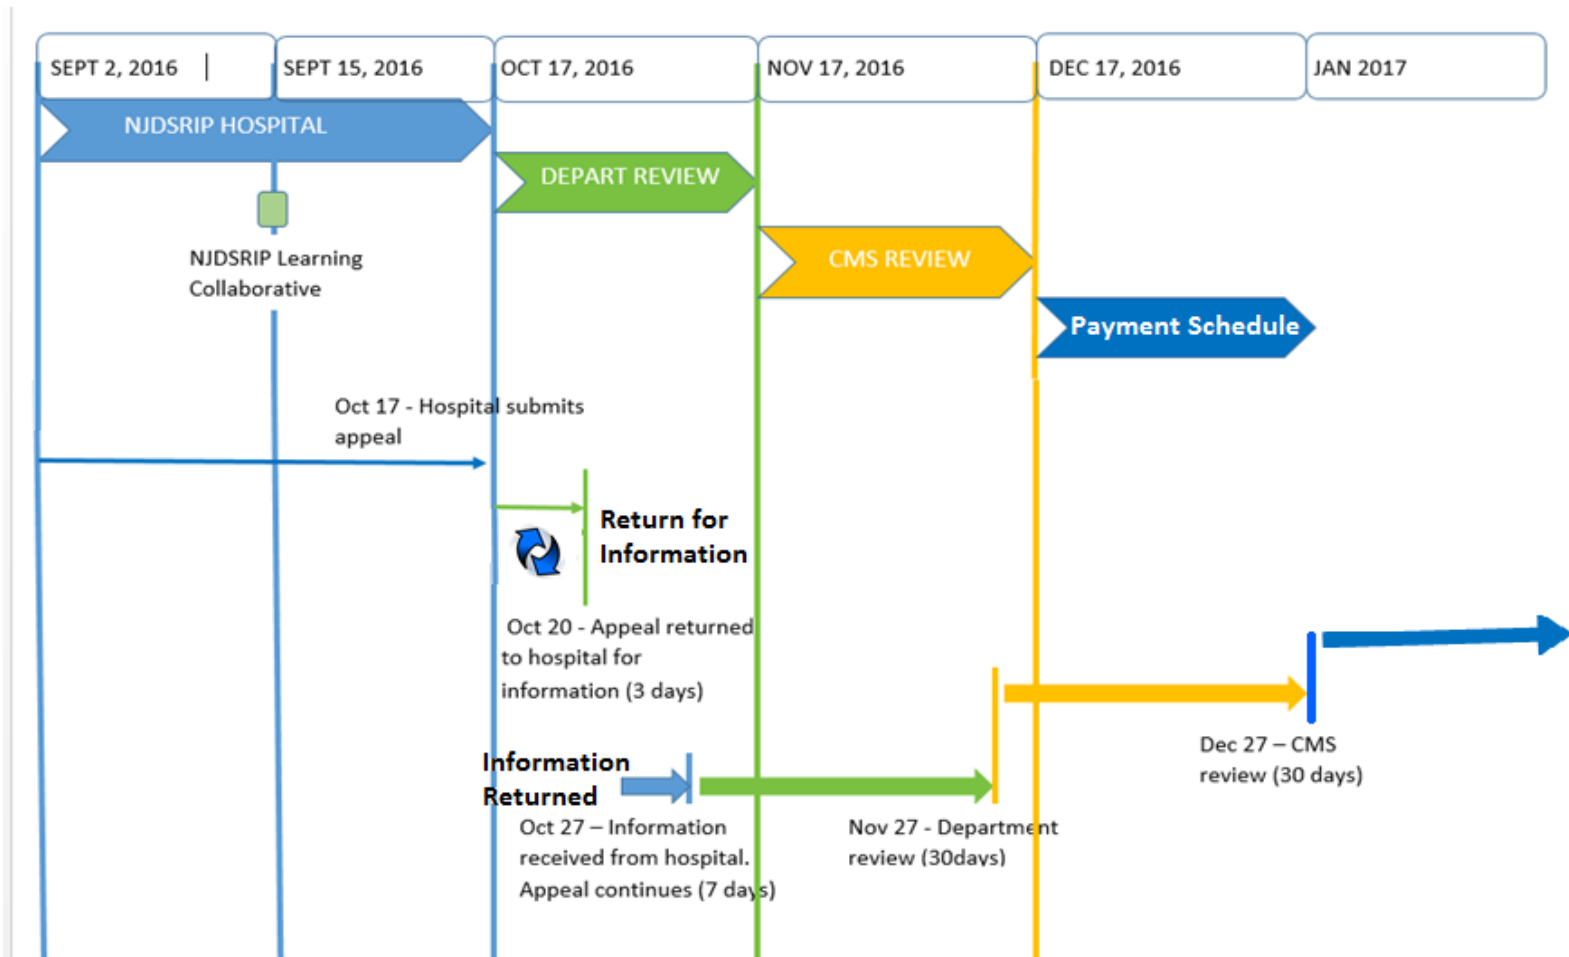 SEPT 2, 2016
SEPT 15, 2016
OCT 17, 2016
NOV 17, 2016
DEC 17, 2016
JAN 2017
NJDSRIP HOSPITAL
DEPART REVIEW
NJDSRIP Learning
Collaborative
CMS REVIEW
Payment Schedule
Oct 17 - Hospital submits
appeal
Return for
Information
Oct 20 - Appeal returned
to hospital for
information (3 days)
Information
Returned
Oct 27 – Information
received from hospital.
Appeal continues (7 days)
Nov 27 - Department
review (30days)
Dec 27 – CMS
review (30 days)